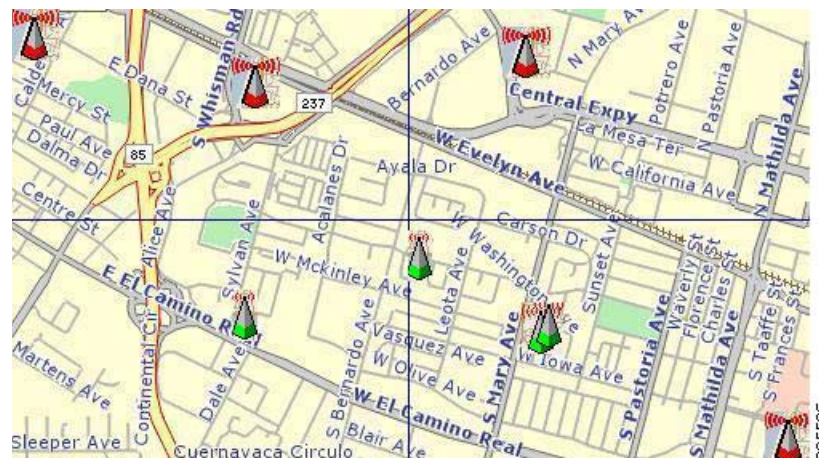 S Whisman Rd
E Dana St
Mercy St
Paul Ave
Dalma Dr
Centre St
85
237
Bernardo Ave
N Mary Av
Potrero Ave
N Pastoria Ave
Central Expy
La Mesa Ter
W California Ave
N Mathilda Ave
W Evelyn Ave
Ayala Dr
Acalanes Dr
Alice Ave
Sylvan Ave
Carson Dr
W Washington Ave
Sunset Ave
W McKinley Ave
Leota Ave
E El Camino
Waverly St
Florence St
Charles St
S Taaffe St
S Frances St
Vasquez Ave
W Olive Ave
W Iowa Ave
S Mary Ave
S Pastoria Ave
S Mathilda Ave
S Bernardo Ave
W El Camino Real
Dale Ave
Continental Cir
Martens Ave
Sleeper Ave
Cuernavaca Circulo
Blair Ave